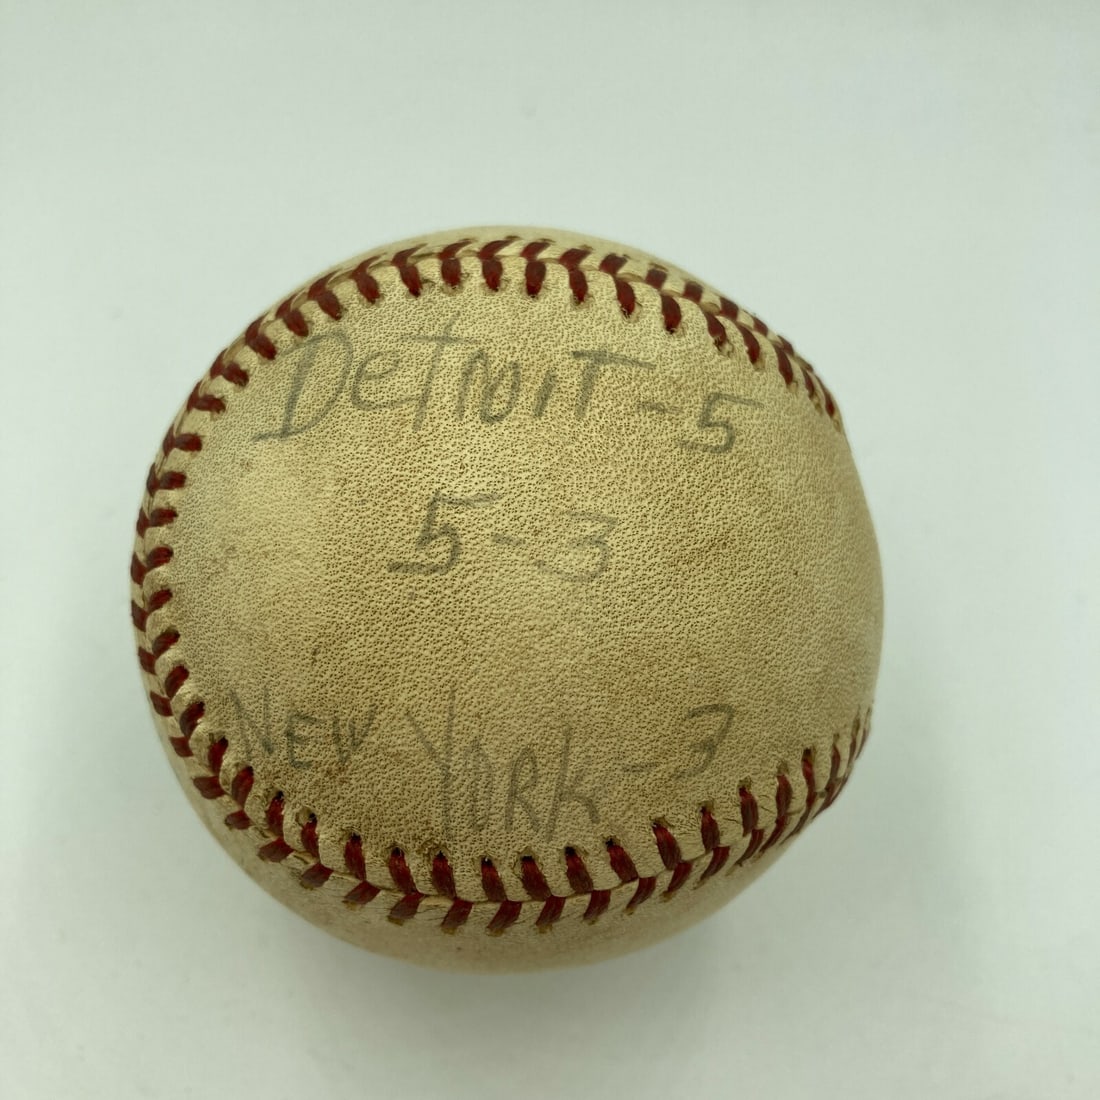 Detroit - 5
5 - 3
NEW YORK - 3